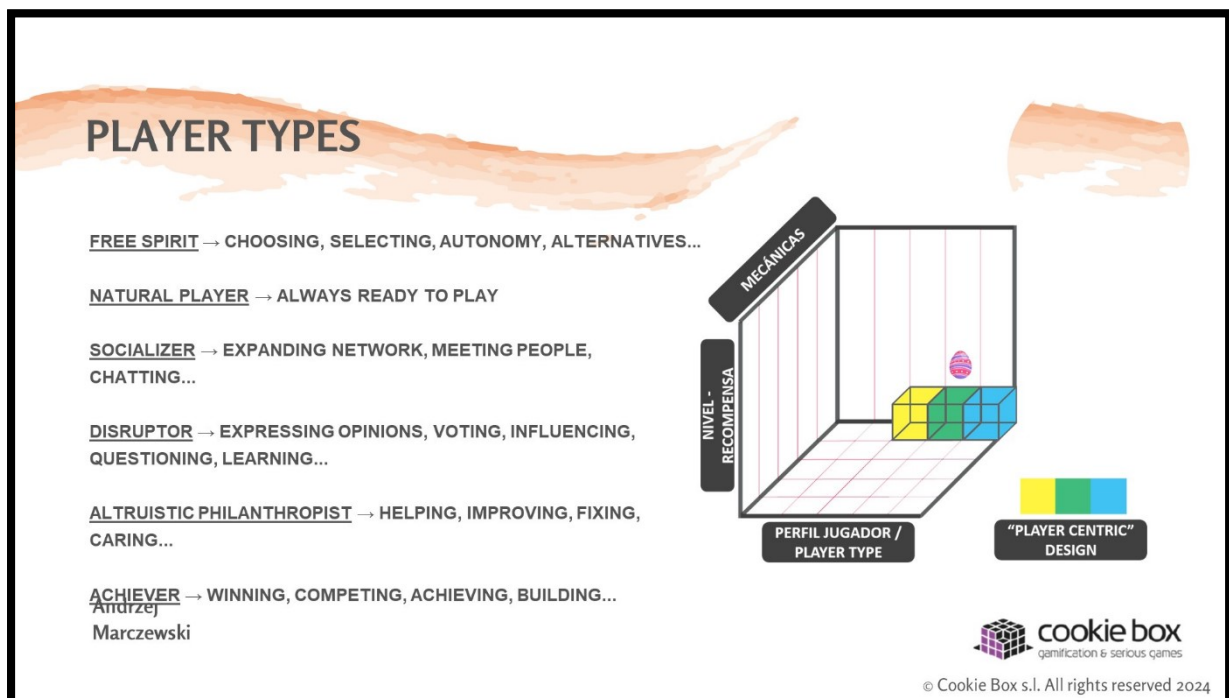 PLAYER TYPES
FREE SPIRIT → CHOOSING, SELECTING, AUTONOMY, ALTERNATIVES...
NATURAL PLAYER → ALWAYS READY TO PLAY
SOCIALIZER → EXPANDING NETWORK, MEETING PEOPLE,
CHATTING...
DISRUPTOR → EXPRESSING OPINIONS, VOTING, INFLUENCING,
QUESTIONING, LEARNING...
ALTRUISTIC PHILANTHROPIST → HELPING, IMPROVING, FIXING,
CARING...
ACHIEVER → WINNING, COMPETING, ACHIEVING, BUILDING...
Andrzej
Marczewski
MECÁNICAS
NIVEL -
RECOMPENSA
PERFIL JUGADOR /
PLAYER TYPE
"PLAYER CENTRIC"
DESIGN
cookie box
gamification & serious games
© Cookie Box s.l. All rights reserved 2024